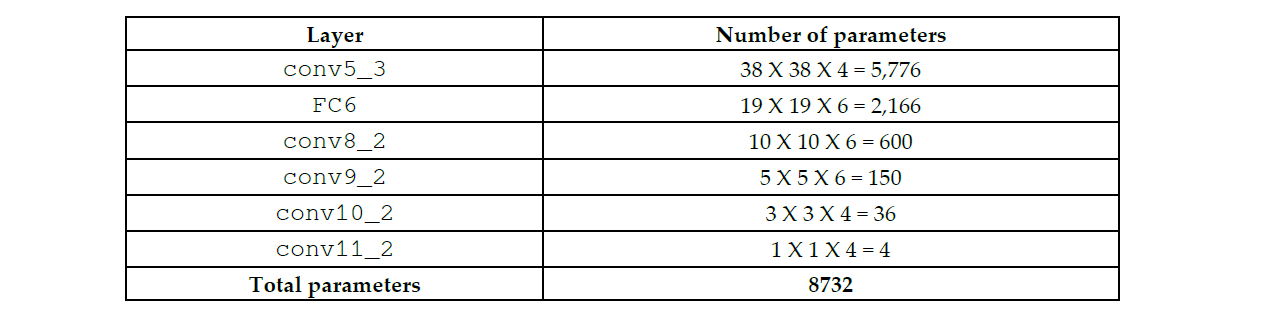 Layer Number of parameters
conv5_3 38 X 38 X 4 = 5,776
FC6 19 X 19 X 6 = 2,166
conv8_2 10 X 10 X 6 = 600
conv9_2 5 X 5 X 6 = 150
conv10_2 3 X 3 X 4 = 36
conv11_2 1 X 1 X 4 = 4
Total parameters 8732